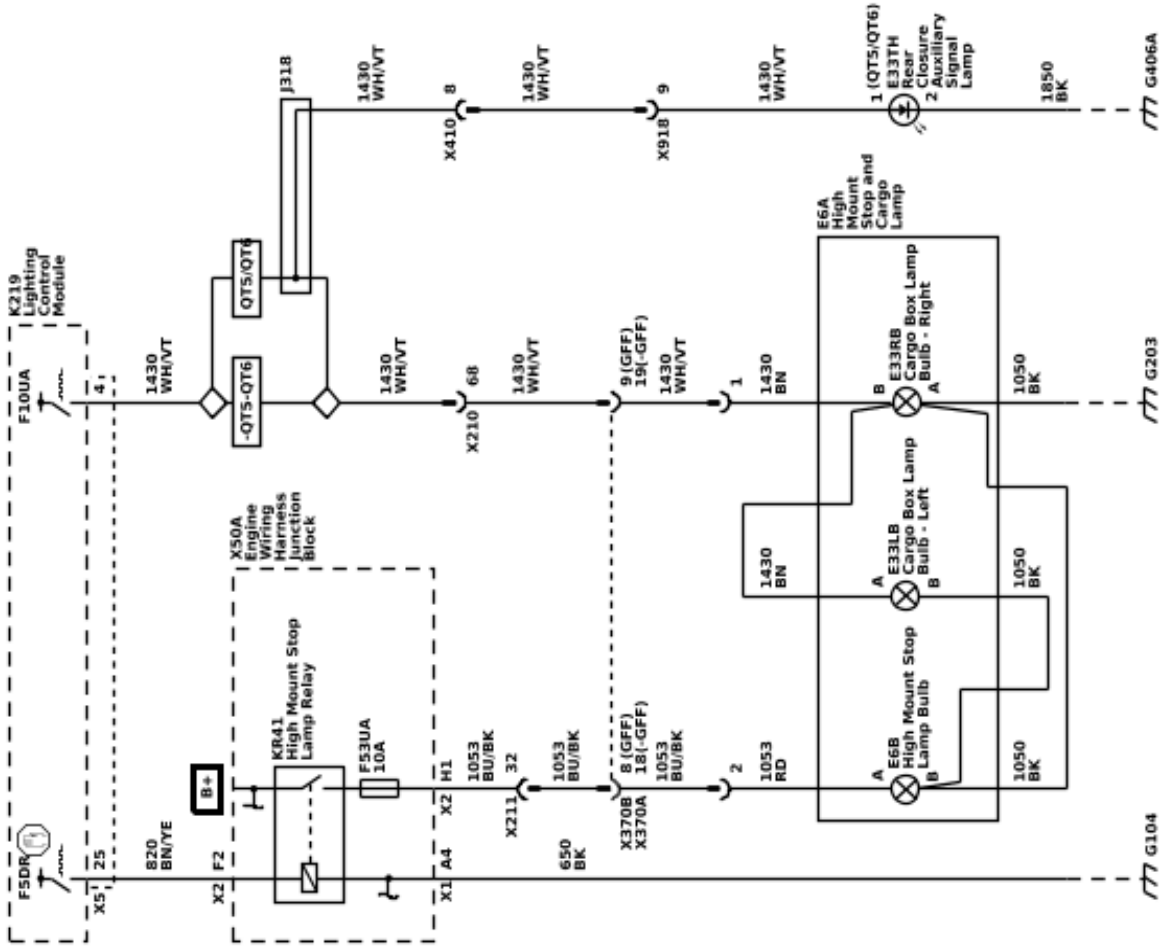 K219
Lighting
Control
Module
F10UA
4
F5DR
25
X5
1430
WH/VT
820
BN/YE
-QT5-QT6
QT5/QT6
J318
1430
WH/VT
8
X410
1430
WH/VT
9
X918
1430
WH/VT
1 (QT5/QT6)
E33TH
Rear
Closure
2 Auxiliary
Signal
Lamp
1850
BK
G406A
1430
WH/VT
68
X210
1430
WH/VT
9 (GFF)
19(-GFF)
1430
WH/VT
1
1430
BN
X50A
Engine
Wiring
Harness
Junction
Block
B+
X2
F2
KR41
High Mount Stop
Lamp Relay
F53UA
10A
X2
H1
X1
A4
1053
BU/BK
32
X211
1053
BU/BK
8 (GFF)
18(-GFF)
X370B
X370A
1053
BU/BK
2
1053
RD
650
BK
1430
BN
E6A
High
Mount
Stop and
Cargo
Lamp
B
E33RB
Cargo Box Lamp
Bulb - Right
A
A
E33LB
Cargo Box Lamp
Bulb - Left
B
A
E6B
High Mount Stop
Lamp Bulb
B
1050
BK
1050
BK
1050
BK
G104
G203